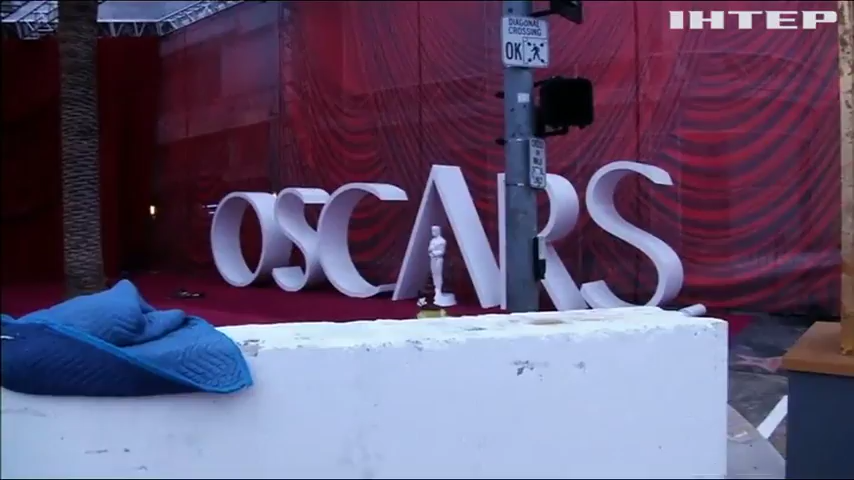 ІНТЕР
DIAGONAL
CROSSING
OK
OSCARS